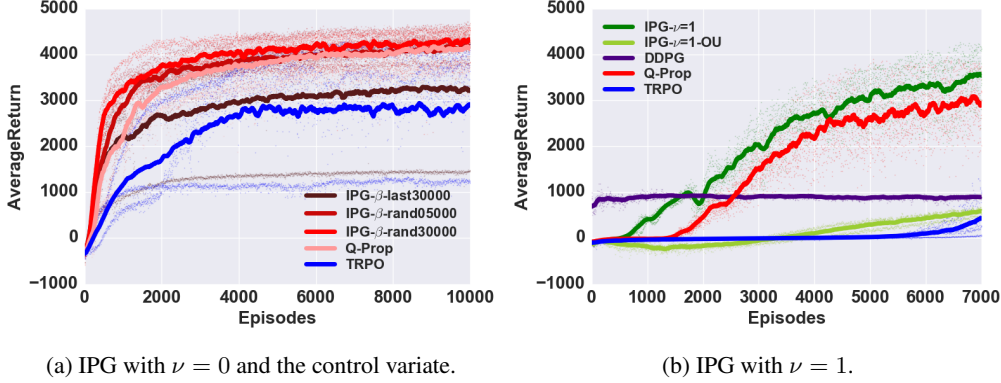 5000
4000
3000
2000
1000
0
−1000
AverageReturn
0 2000 4000 6000 8000 10000
Episodes
IPG-β-last30000
IPG-β-rand05000
IPG-β-rand30000
Q-Prop
TRPO
(a) IPG with ν = 0 and the control variate.
5000
4000
3000
2000
1000
0
−1000
AverageReturn
0 1000 2000 3000 4000 5000 6000 7000
Episodes
IPG-ν=1
IPG-ν=1-OU
DDPG
Q-Prop
TRPO
(b) IPG with ν = 1.